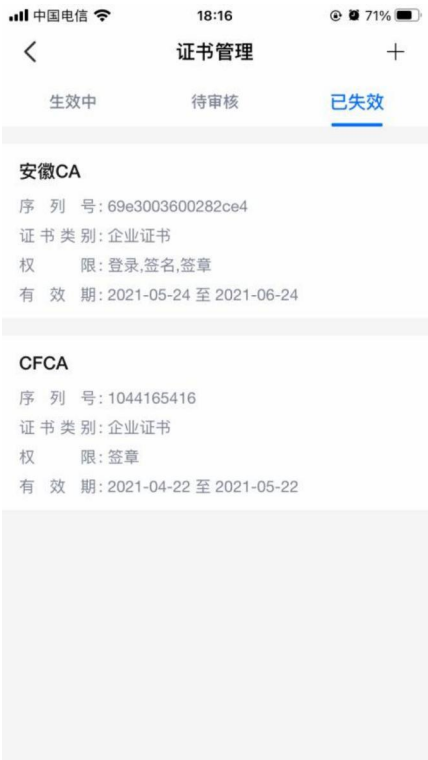 中国电信 18:16 71%
证书管理
生效中 待审核 已失效
安徽CA
序列号: 69e3003600282ce4
证书类别: 企业证书
权限: 登录,签名,签章
有效期: 2021-05-24 至 2021-06-24
CFCA
序列号: 1044165416
证书类别: 企业证书
权限: 签章
有效期: 2021-04-22 至 2021-05-22